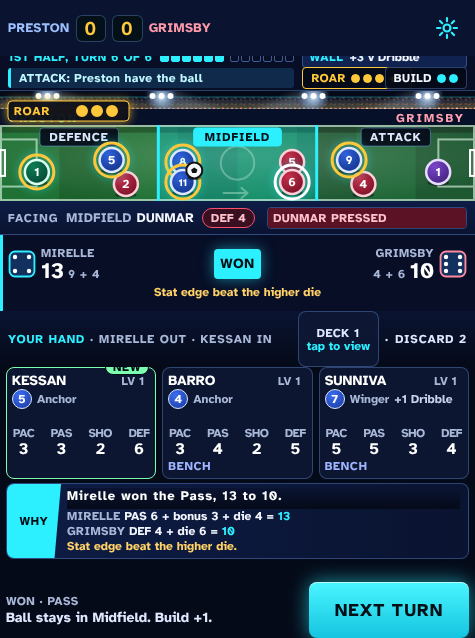 PRESTON 0 0 GRIMSBY
1ST HALF, TURN 6 OF 6
WALL +3 v Dribble
ATTACK: Preston have the ball
ROAR BUILD
ROAR
GRIMSBY
DEFENCE MIDFIELD ATTACK
1 5 2 8 11 5 6 9 4 1
FACING MIDFIELD DUNMAR DEF 4 DUNMAR PRESSED
MIRELLE
13 9 + 4
WON
GRIMSBY
4 + 6 10
Stat edge beat the higher die
YOUR HAND · MIRELLE OUT · KESSAN IN
DECK 1
tap to view
· DISCARD 2
NEW
KESSAN LV 1
5 Anchor
PAC PAS SHO DEF
3 3 2 6
BARRO LV 1
4 Anchor
PAC PAS SHO DEF
3 4 2 5
BENCH
SUNNIVA LV 1
7 Winger +1 Dribble
PAC PAS SHO DEF
5 5 3 4
BENCH
WHY
Mirelle won the Pass, 13 to 10.
MIRELLE PAS 6 + bonus 3 + die 4 = 13
GRIMSBY DEF 4 + die 6 = 10
Stat edge beat the higher die.
WON · PASS
Ball stays in Midfield. Build +1.
NEXT TURN